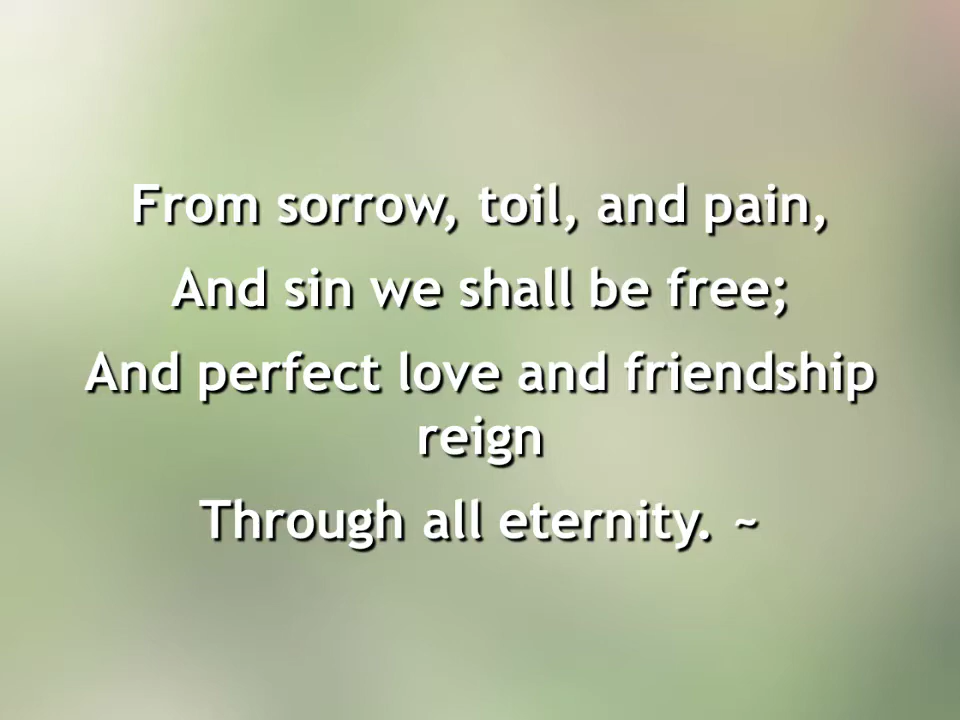 From sorrow, toil, and pain,
And sin we shall be free;
And perfect love and friendship
reign
Through all eternity. ~